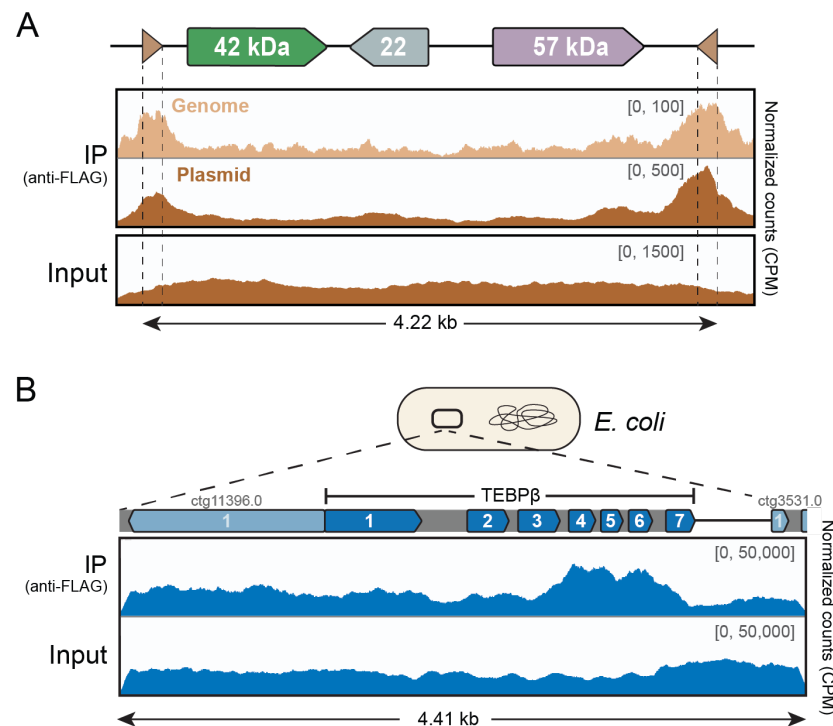 A
42 kDa
22
57 kDa
Genome
[0, 100]
IP
(anti-FLAG)
Plasmid
[0, 500]
Input
[0, 1500]
Normalized counts (CPM)
4.22 kb
B
E. coli
TEBPβ
ctg11396.0
ctg3531.0
1
1
2
3
4
5
6
7
1
IP
(anti-FLAG)
[0, 50,000]
Input
[0, 50,000]
Normalized counts (CPM)
4.41 kb